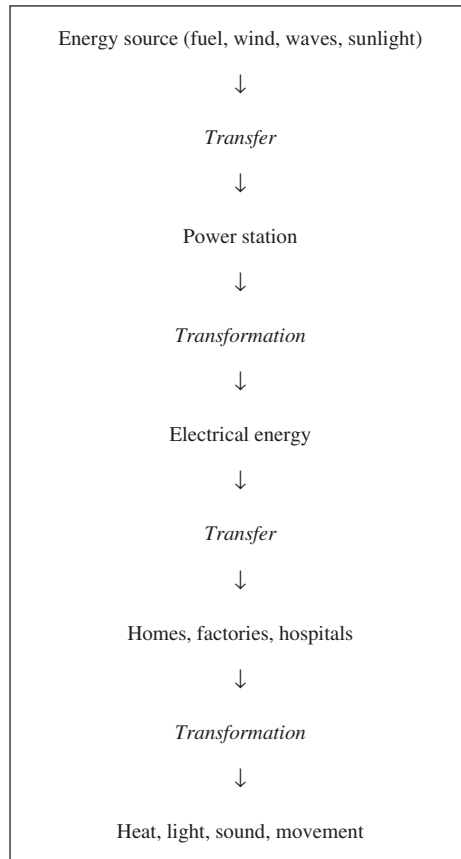 Energy source (fuel, wind, waves, sunlight)
↓
Transfer
↓
Power station
↓
Transformation
↓
Electrical energy
↓
Transfer
↓
Homes, factories, hospitals
↓
Transformation
↓
Heat, light, sound, movement